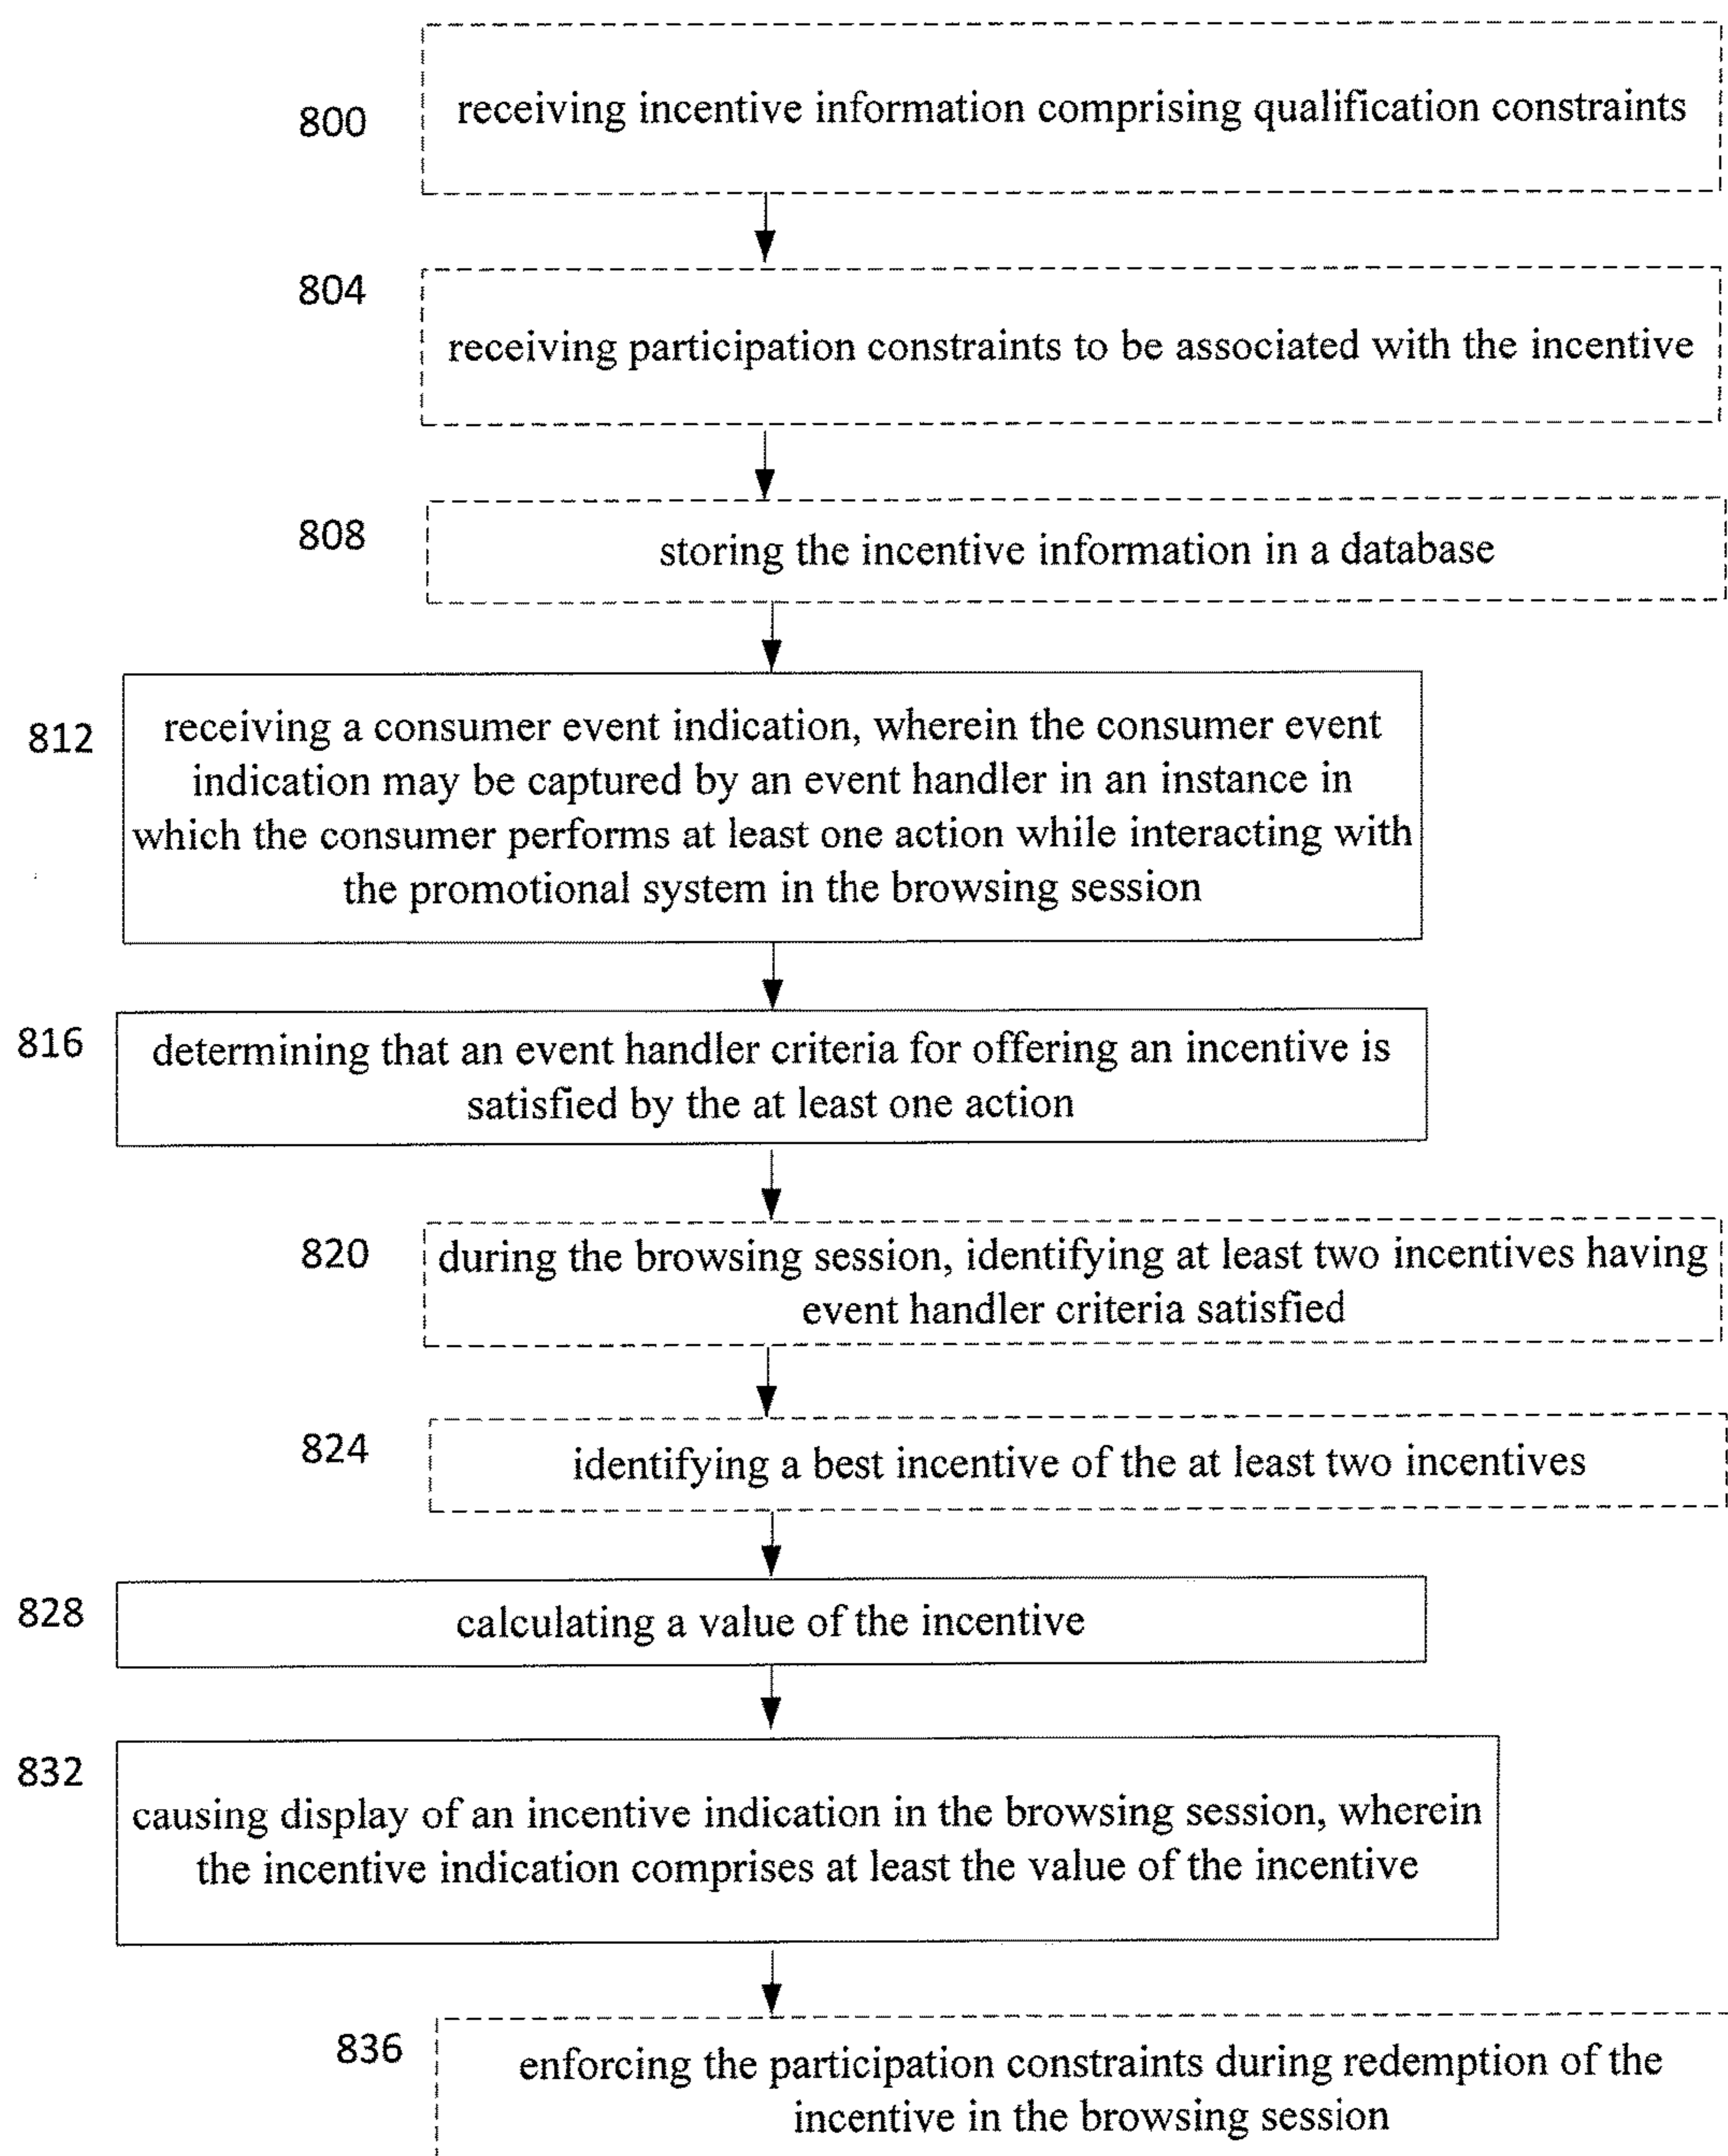 800
receiving incentive information comprising qualification constraints
804
receiving participation constraints to be associated with the incentive
808
storing the incentive information in a database
812
receiving a consumer event indication, wherein the consumer event
indication may be captured by an event handler in an instance in
which the consumer performs at least one action while interacting with
the promotional system in the browsing session
816
determining that an event handler criteria for offering an incentive is
satisfied by the at least one action
820
during the browsing session, identifying at least two incentives having
event handler criteria satisfied
824
identifying a best incentive of the at least two incentives
828
calculating a value of the incentive
832
causing display of an incentive indication in the browsing session, wherein
the incentive indication comprises at least the value of the incentive
836
enforcing the participation constraints during redemption of the
incentive in the browsing session